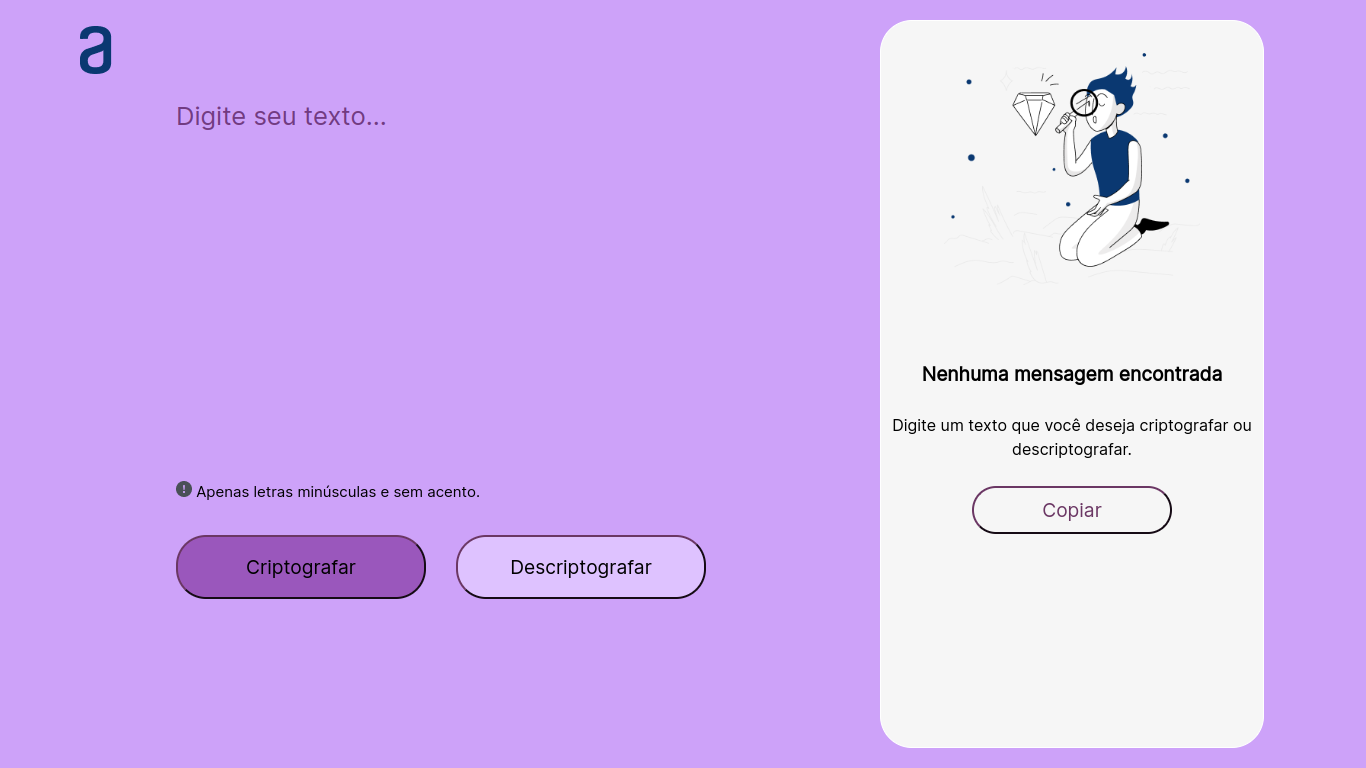 a
Digite seu texto...
Apenas letras minúsculas e sem acento.
Criptografar
Descriptografar
Nenhuma mensagem encontrada
Digite um texto que você deseja criptografar ou
descriptografar.
Copiar